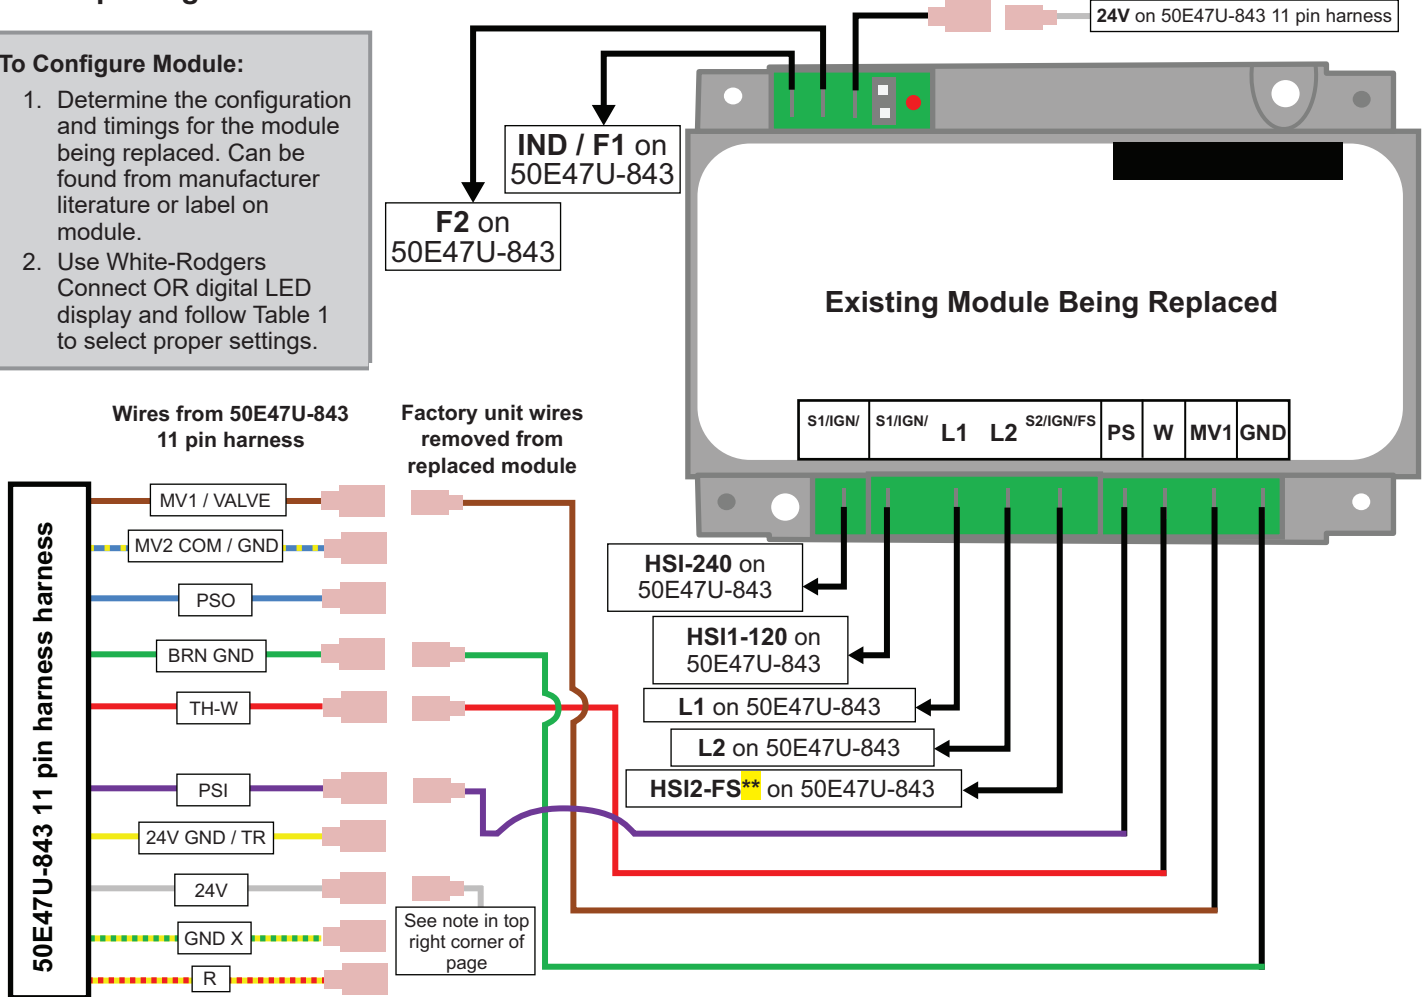 24V on 50E47U-843 11 pin harness
To Configure Module:
1. Determine the configuration
and timings for the module
being replaced. Can be
found from manufacturer
literature or label on
module.
2. Use White-Rodgers
Connect OR digital LED
display and follow Table 1
to select proper settings.
IND / F1 on
50E47U-843
F2 on
50E47U-843
Existing Module Being Replaced
S1/IGN/ S1/IGN/ L1 L2 S2/IGN/FS PS W MV1 GND
Wires from 50E47U-843
11 pin harness
Factory unit wires
removed from
replaced module
50E47U-843 11 pin harness harness
MV1 / VALVE
MV2 COM / GND
PSO
BRN GND
TH-W
PSI
24V GND / TR
24V
GND X
R
See note in top
right corner of
page
HSI-240 on
50E47U-843
HSI1-120 on
50E47U-843
L1 on 50E47U-843
L2 on 50E47U-843
HSI2-FS** on 50E47U-843